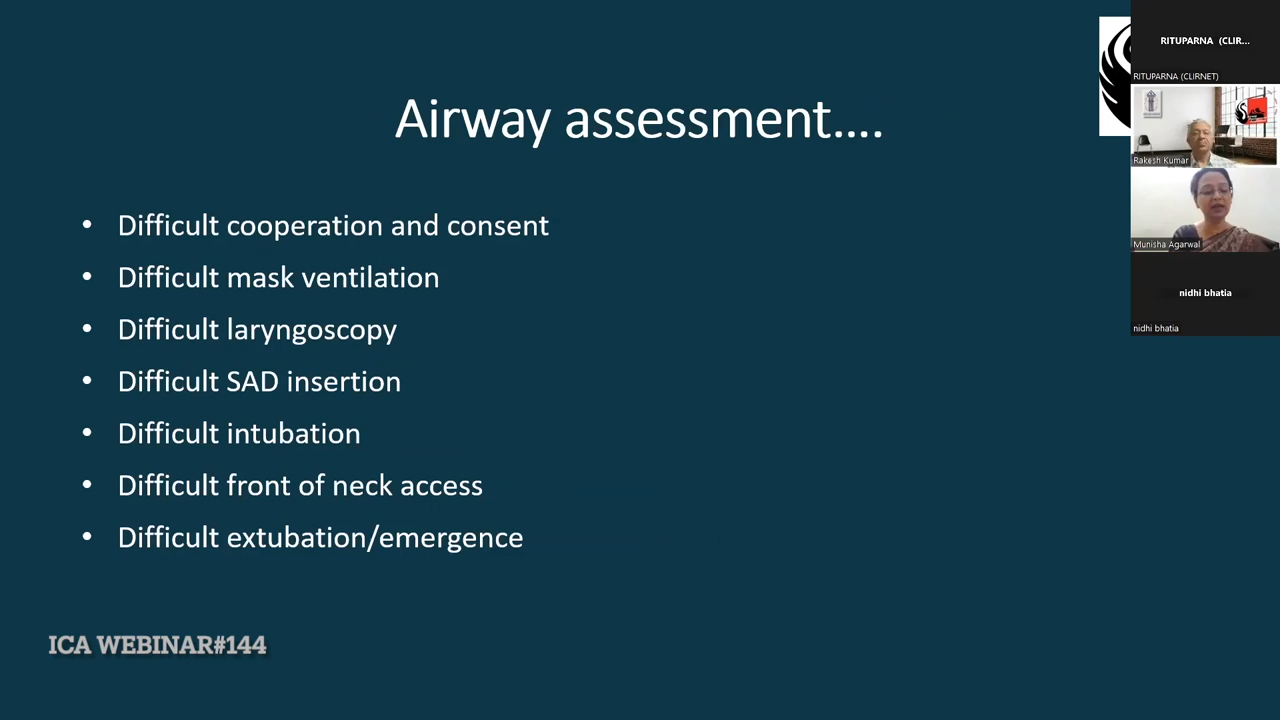 Airway assessment....
• Difficult cooperation and consent
• Difficult mask ventilation
• Difficult laryngoscopy
• Difficult SAD insertion
• Difficult intubation
• Difficult front of neck access
• Difficult extubation/emergence
ICA WEBINAR#144
RITUPARNA (CLIR...
RITUPARNA (CLIRNET)
Rakesh Kumar
Munisha Agarwal
nidhi bhatia
nidhi bhatia